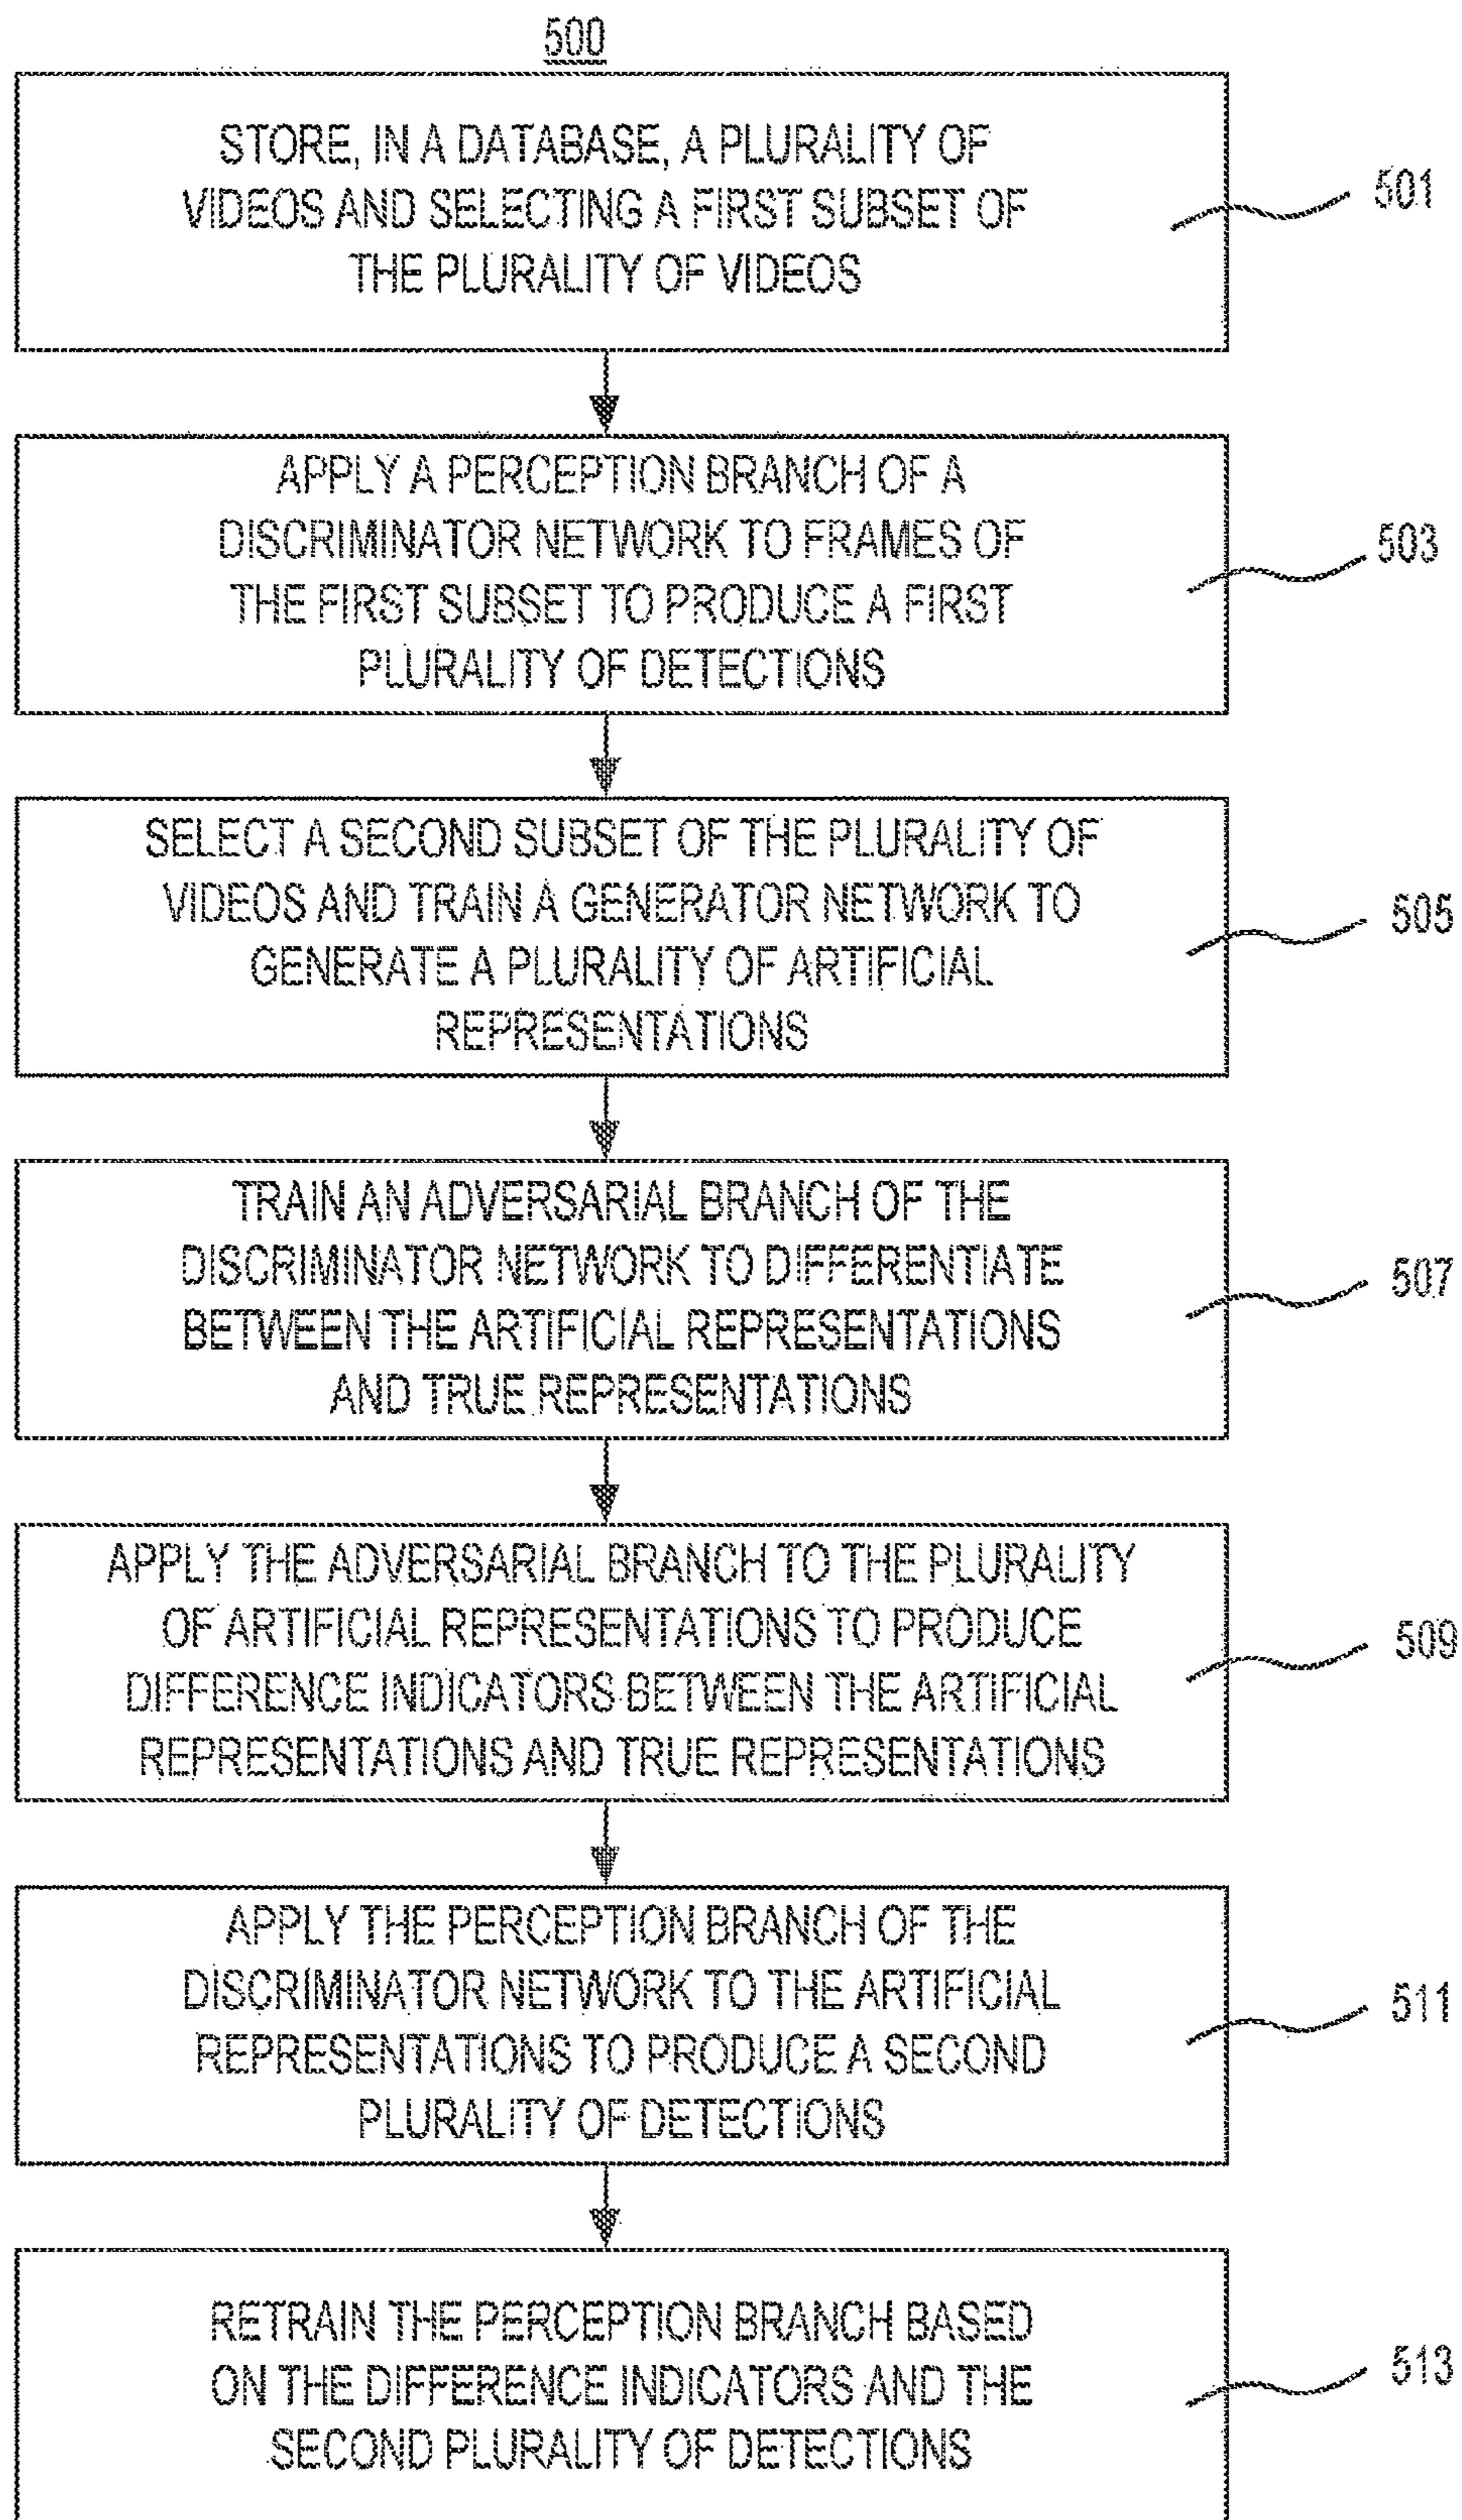 500
STORE, IN A DATABASE, A PLURALITY OF
VIDEOS AND SELECTING A FIRST SUBSET OF
THE PLURALITY OF VIDEOS
501
APPLY A PERCEPTION BRANCH OF A
DISCRIMINATOR NETWORK TO FRAMES OF
THE FIRST SUBSET TO PRODUCE A FIRST
PLURALITY OF DETECTIONS
503
SELECT A SECOND SUBSET OF THE PLURALITY OF
VIDEOS AND TRAIN A GENERATOR NETWORK TO
GENERATE A PLURALITY OF ARTIFICIAL
REPRESENTATIONS
505
TRAIN AN ADVERSARIAL BRANCH OF THE
DISCRIMINATOR NETWORK TO DIFFERENTIATE
BETWEEN THE ARTIFICIAL REPRESENTATIONS
AND TRUE REPRESENTATIONS
507
APPLY THE ADVERSARIAL BRANCH TO THE PLURALITY
OF ARTIFICIAL REPRESENTATIONS TO PRODUCE
DIFFERENCE INDICATORS BETWEEN THE ARTIFICIAL
REPRESENTATIONS AND TRUE REPRESENTATIONS
509
APPLY THE PERCEPTION BRANCH OF THE
DISCRIMINATOR NETWORK TO THE ARTIFICIAL
REPRESENTATIONS TO PRODUCE A SECOND
PLURALITY OF DETECTIONS
511
RETRAIN THE PERCEPTION BRANCH BASED
ON THE DIFFERENCE INDICATORS AND THE
SECOND PLURALITY OF DETECTIONS
513